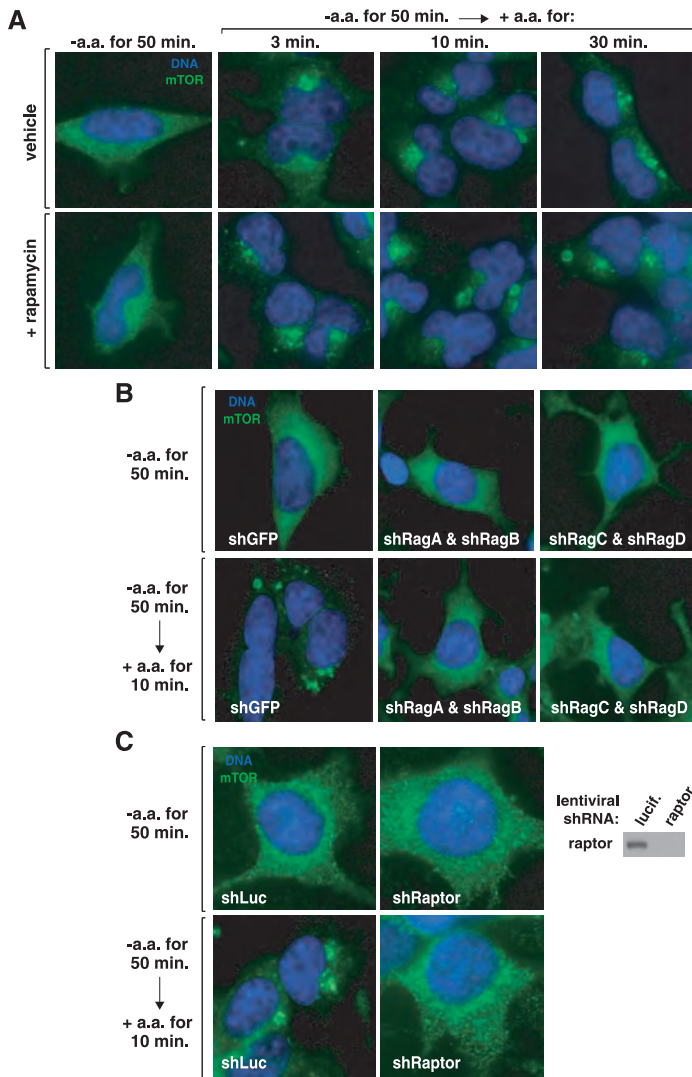 A
-a.a. for 50 min. → + a.a. for:
-a.a. for 50 min.
3 min.
10 min.
30 min.
vehicle
DNA
mTOR
+ rapamycin
B
-a.a. for
50 min.
DNA
mTOR
shGFP
shRagA & shRagB
shRagC & shRagD
-a.a. for
50 min.
+ a.a. for
10 min.
shGFP
shRagA & shRagB
shRagC & shRagD
C
-a.a. for
50 min.
DNA
mTOR
shLuc
shRaptor
lentiviral
shRNA:
lucif.
raptor
raptor
-a.a. for
50 min.
+ a.a. for
10 min.
shLuc
shRaptor